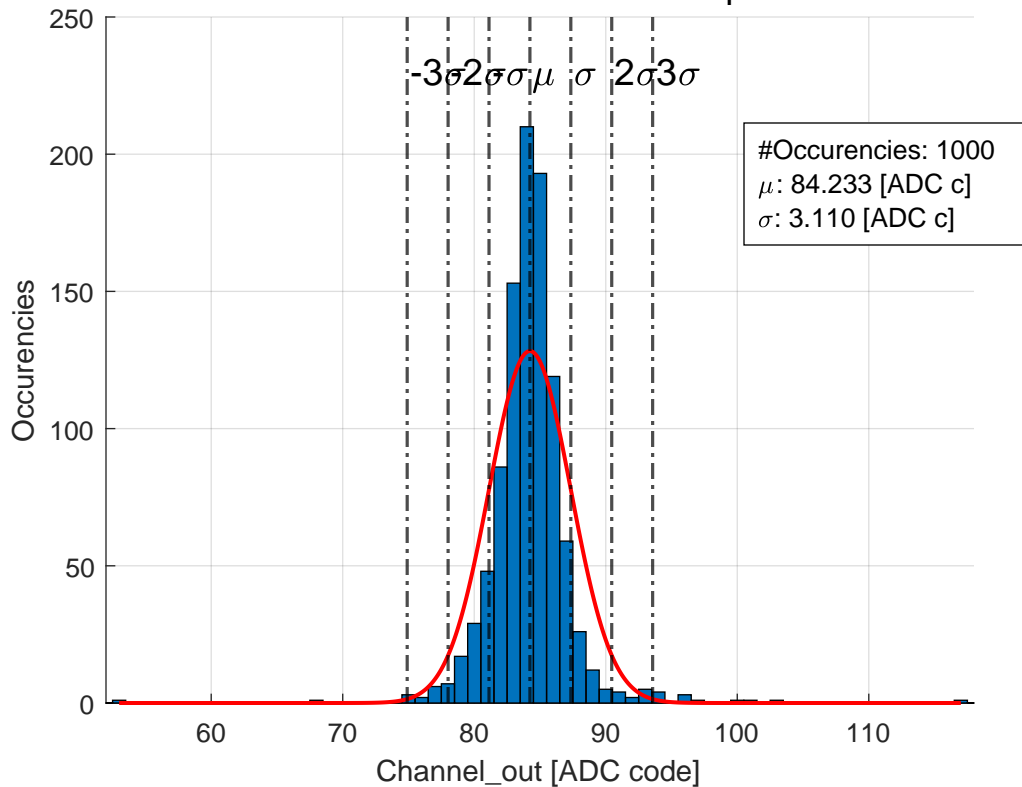 250
-3σ
-2σ
-σ
μ
σ
2σ
3σ
200
#Occurencies: 1000
μ: 84.233 [ADC c]
σ: 3.110 [ADC c]
150
Occurencies
100
50
0
60
70
80
90
100
110
Channel_out [ADC code]